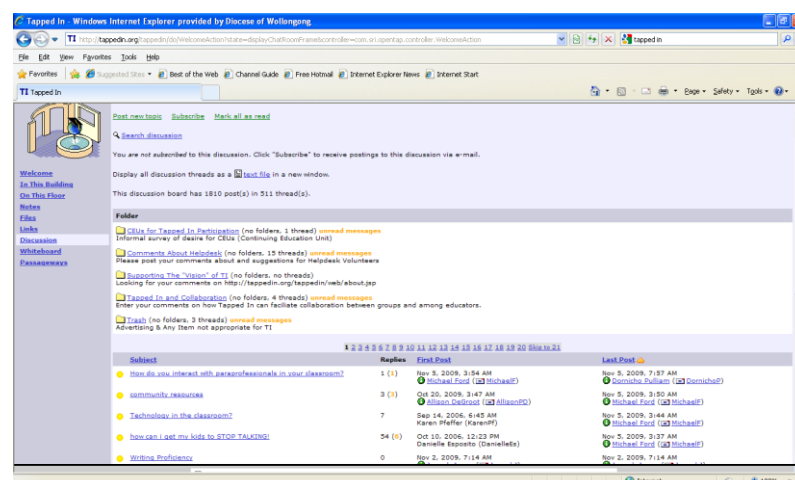 Tapped In - Windows Internet Explorer provided by Diocese of Wollongong
http://tappedin.org/tappedin/do/WelcomeAction?state=displayChatRoomFrame&controller=com.sri.opentap.controller.WelcomeAction
tapped in
File Edit View Favorites Tools Help
Favorites Suggested Sites Best of the Web Channel Guide Free Hotmail Internet Explorer News Internet Start
TI Tapped In
Page Safety Tools
Post new topic Subscribe Mark all as read
Search discussion
You are not subscribed to this discussion. Click "Subscribe" to receive postings to this discussion via e-mail.
Display all discussion threads as a text file in a new window.
This discussion board has 1810 post(s) in 511 thread(s).
Welcome
In This Building
On This Floor
Notes
Files
Links
Discussion
Whiteboard
Passageways
Folder
CEUs for Tapped In Participation (no folders, 1 thread) unread messages
Informal survey of desire for CEUs (Continuing Education Unit)
Comments About Helpdesk (no folders, 15 threads) unread messages
Please post your comments about and suggestions for Helpdesk Volunteers
Supporting The "Vision" of TI (no folders, no threads)
Looking for your comments on http://tappedin.org/tappedin/web/about.jsp
Tapped In and Collaboration (no folders, 4 threads) unread messages
Enter your comments on how Tapped In can faciliate collaboration between groups and among educators.
Trash (no folders, 3 threads) unread messages
Advertising & Any Item not appropriate for TI
1 2 3 4 5 6 7 8 9 10 11 12 13 14 15 16 17 18 19 20 Skip to 21
Subject Replies First Post Last Post
How do you interact with paraprofessionals in your classroom? 1 (1) Nov 5, 2009, 3:54 AM Nov 5, 2009, 7:57 AM
Michael Ford (MichaelF) Dornicho Pulliam (DornichoP)
community resources 3 (3) Oct 20, 2009, 3:47 AM Nov 5, 2009, 3:50 AM
Allison DeGroot (AllisonPD) Michael Ford (MichaelF)
Technology in the classroom? 7 Sep 14, 2006, 6:45 AM Nov 5, 2009, 3:44 AM
Karen Pfeffer (KarenPf) Michael Ford (MichaelF)
how can i get my kids to STOP TALKING! 54 (6) Oct 10, 2006, 12:23 PM Nov 5, 2009, 3:37 AM
Danielle Esposito (DanielleEs) Michael Ford (MichaelF)
Writing Proficiency 0 Nov 2, 2009, 7:14 AM Nov 2, 2009, 7:14 AM